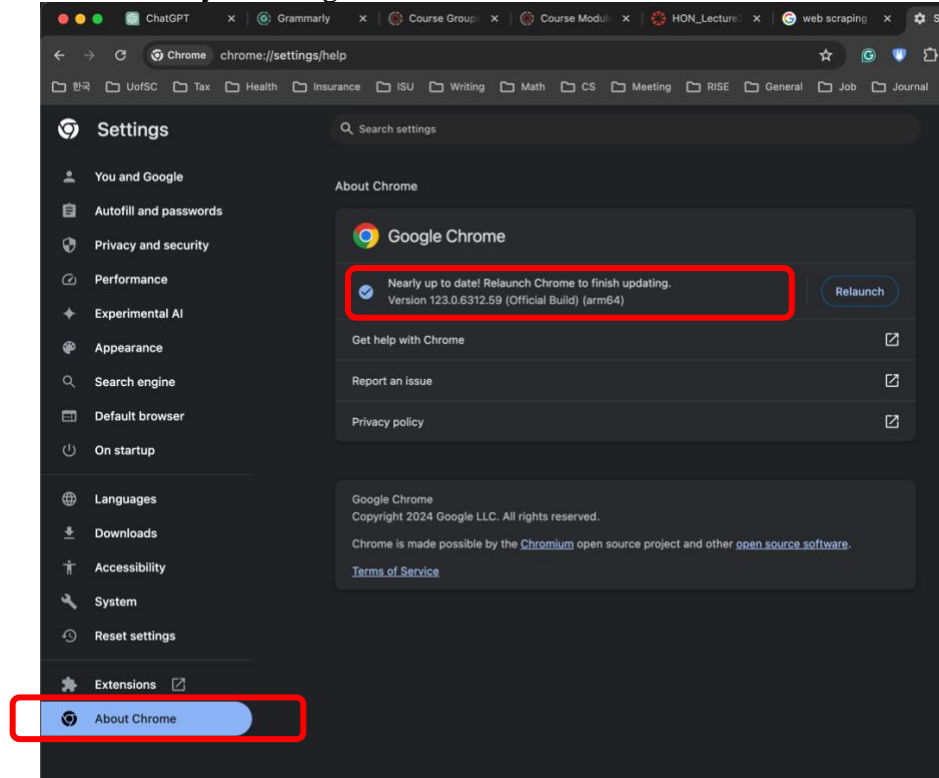 ChatGPT
Grammarly
Course Group
Course Modul
HON_Lecture
web scraping
Chrome chrome://settings/help
한국 UofSC Tax Health Insurance ISU Writing Math CS Meeting RISE General Job Journal
Settings
Search settings
You and Google
Autofill and passwords
Privacy and security
Performance
Experimental AI
Appearance
Search engine
Default browser
On startup
Languages
Downloads
Accessibility
System
Reset settings
Extensions
About Chrome
About Chrome
Google Chrome
Nearly up to date! Relaunch Chrome to finish updating.
Version 123.0.6312.59 (Official Build) (arm64)
Relaunch
Get help with Chrome
Report an issue
Privacy policy
Google Chrome
Copyright 2024 Google LLC. All rights reserved.
Chrome is made possible by the Chromium open source project and other open source software.
Terms of Service